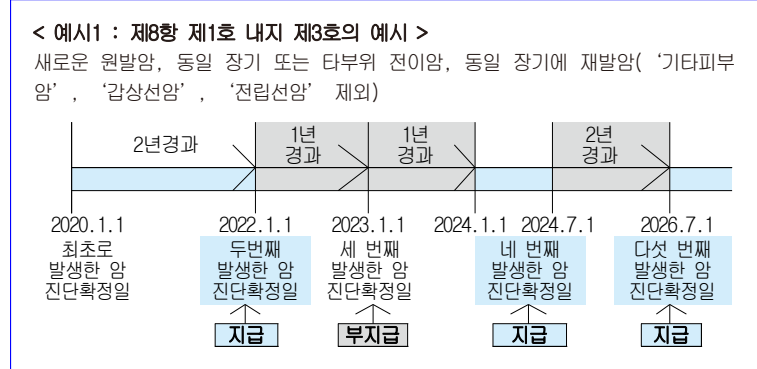 < 예시1 : 제8항 제1호 내지 제3호의 예시 >
새로운 원발암, 동일 장기 또는 타부위 전이암, 동일 장기에 재발암( ‘기타피부
암’ , ‘갑상선암’ , ‘전립선암’ 제외)
2년경과
1년
경과
1년
경과
2년
경과
2020.1.1
최초로
발생한 암
진단확정일
2022.1.1
두번째
발생한 암
진단확정일
지급
2023.1.1
세 번째
발생한 암
진단확정일
부지급
2024.1.1
2024.7.1
네 번째
발생한 암
진단확정일
지급
2026.7.1
다섯 번째
발생한 암
진단확정일
지급